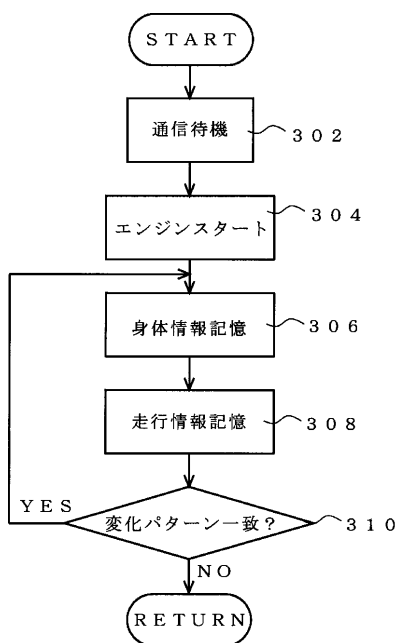 START
通信待機
302
エンジンスタート
304
身体情報記憶
306
走行情報記憶
308
変化パターン一致？
310
YES
NO
RETURN